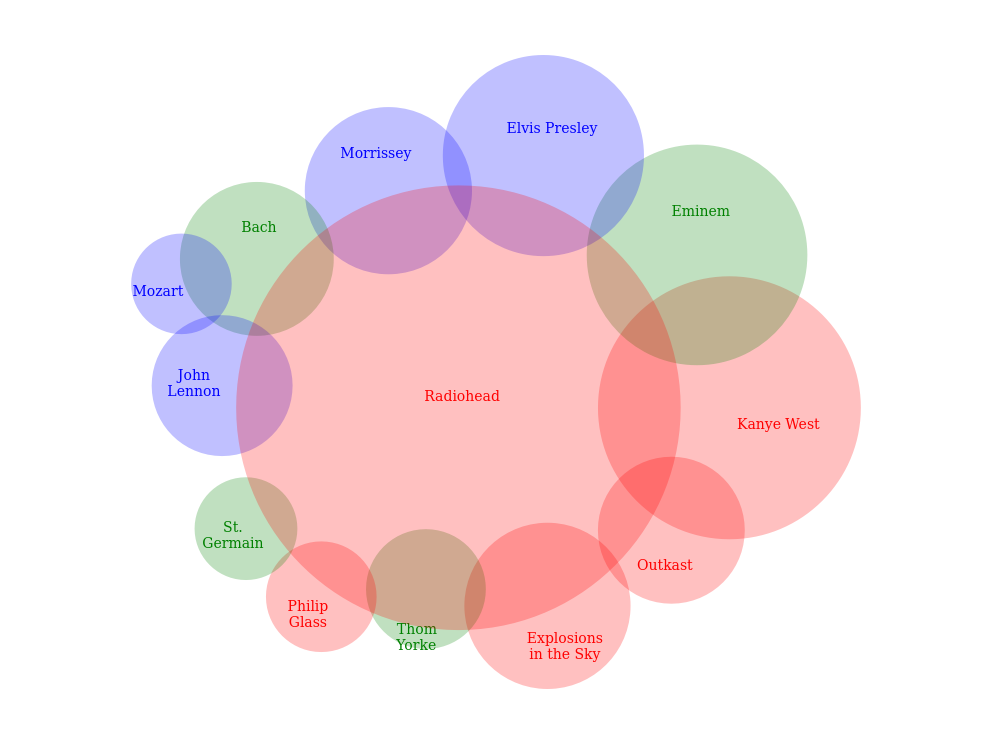 Elvis Presley
Morrissey
Eminem
Bach
Mozart
John
Lennon
Radiohead
Kanye West
St.
Germain
Outkast
Philip
Glass
Thom
Yorke
Explosions
in the Sky